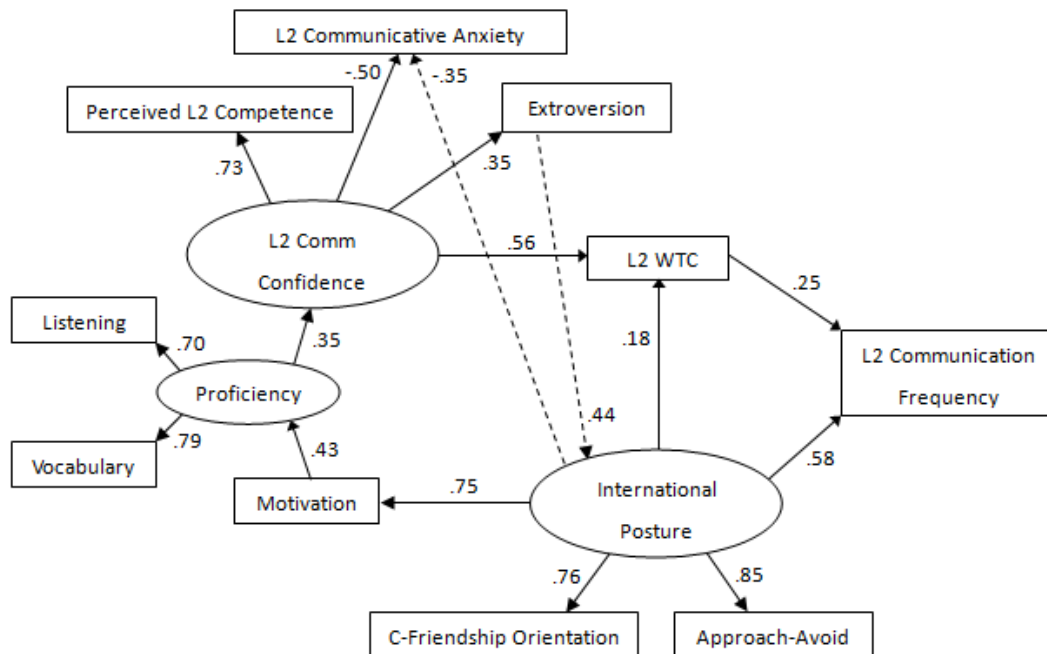 L2 Communicative Anxiety
-.50
-.35
Perceived L2 Competence
Extroversion
.73
.35
L2 Comm
Confidence
.56
L2 WTC
.25
Listening
.70
.35
.18
L2 Communication
Frequency
Proficiency
.44
.79
.43
.58
Vocabulary
Motivation
.75
International
Posture
.76
.85
C-Friendship Orientation
Approach-Avoid